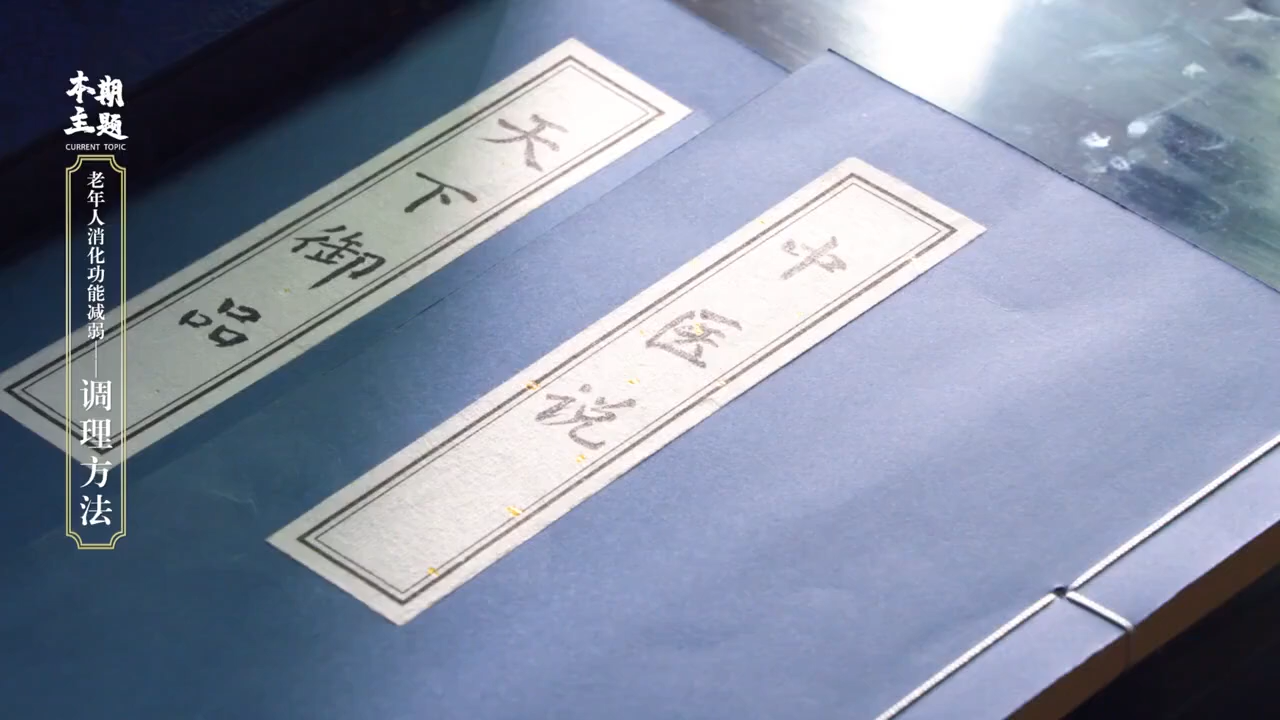 本期
主题
CURRENT TOPIC
老年人消化功能减弱——调理方法
天下御品
中医说